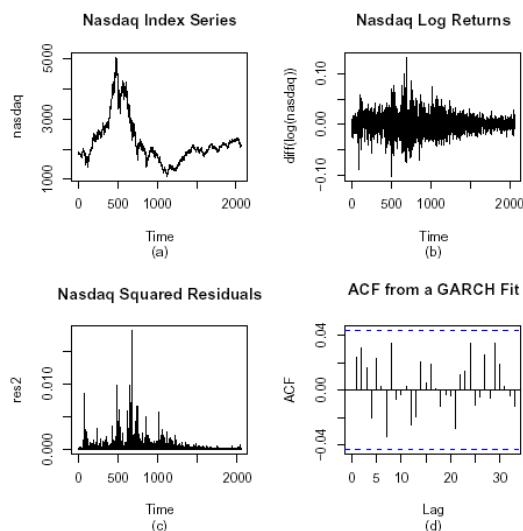 Nasdaq Index Series
nasdaq
1000
3000
5000
0
500
1000
2000
Time
(a)
Nasdaq Log Returns
diff(log(nasdaq))
-0.10
0.00
0.10
0
500
1000
2000
Time
(b)
Nasdaq Squared Residuals
res2
0.000
0.010
0
500
1000
2000
Time
(c)
ACF from a GARCH Fit
ACF
-0.04
0.00
0.04
0
5
10
20
30
Lag
(d)